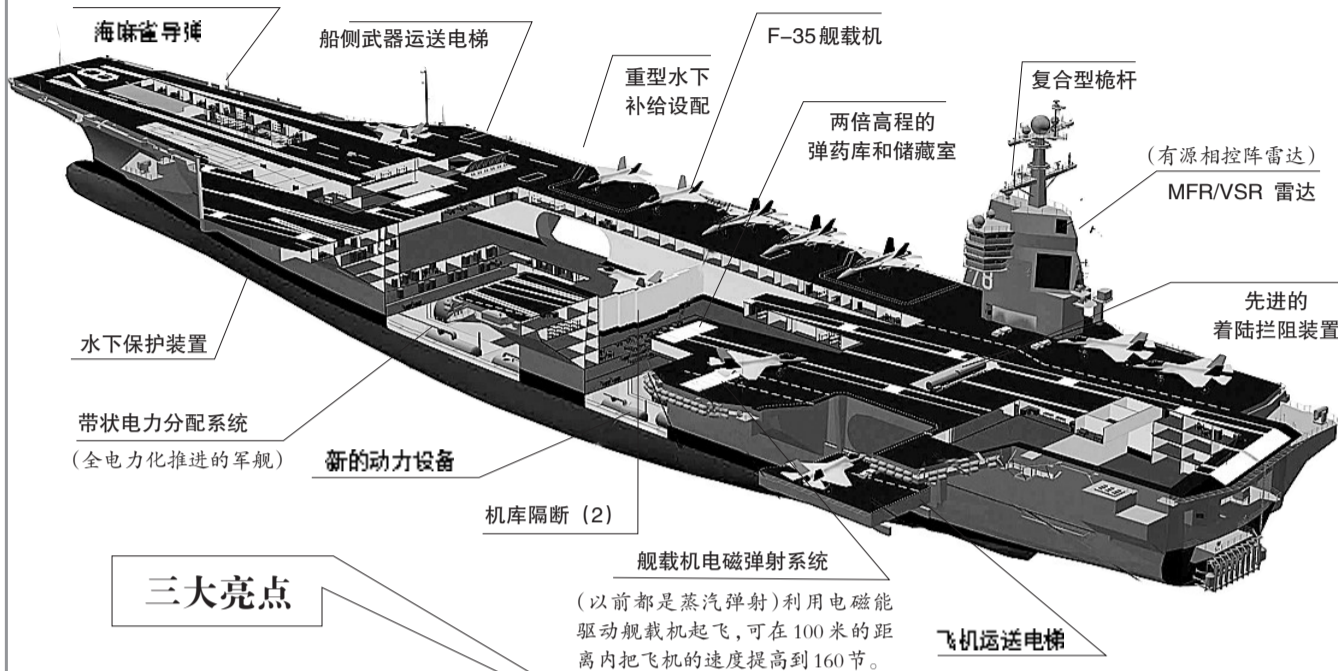 海麻雀导弹
船侧武器运送电梯
F-35舰载机
重型水下
补给设配
复合型桅杆
两倍高程的
弹药库和储藏室
(有源相控阵雷达)
MFR/VSR 雷达
78
78
先进的
着陆拦阻装置
水下保护装置
带状电力分配系统
(全电力化推进的军舰)
新的动力设备
机库隔断 (2)
舰载机电磁弹射系统
(以前都是蒸汽弹射)利用电磁能
驱动舰载机起飞,可在100米的距
离内把飞机的速度提高到160节。
飞机运送电梯
三大亮点